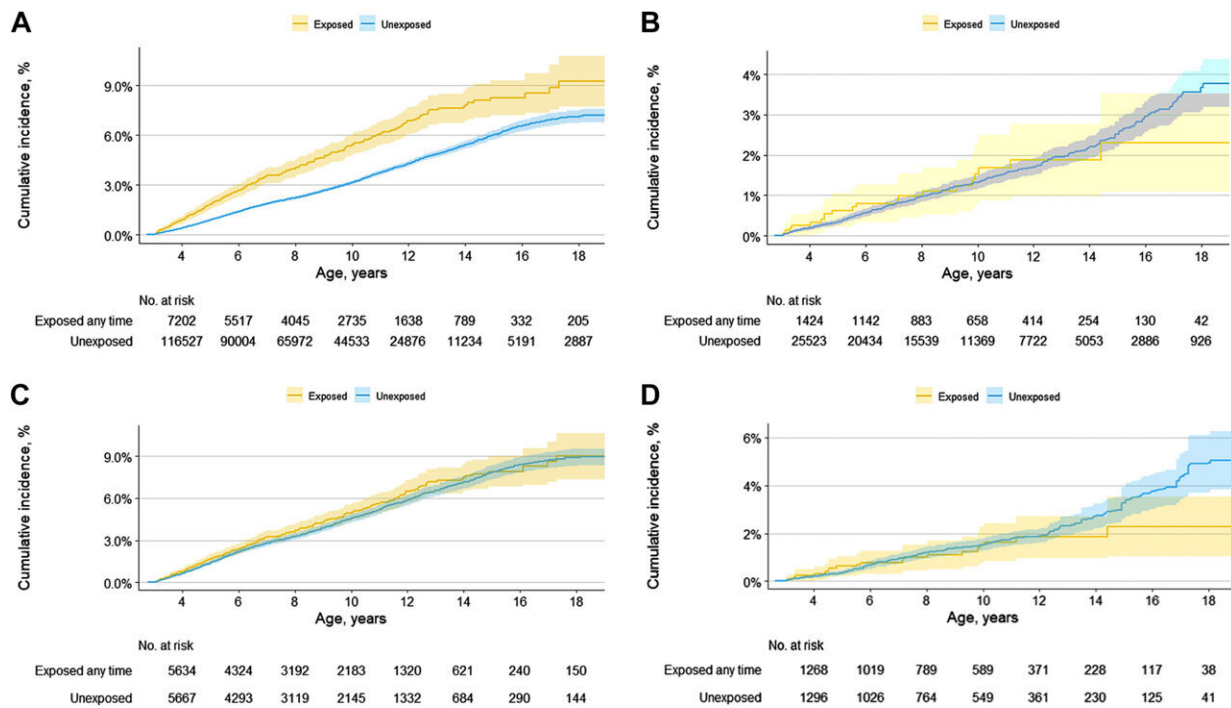 A
Exposed Unexposed
Cumulative incidence, %
9.0%
6.0%
3.0%
0.0%
4 6 8 10 12 14 16 18
Age, years
No. at risk
Exposed any time 7202 5517 4045 2735 1638 789 332 205
Unexposed 116527 90004 65972 44533 24876 11234 5191 2887
B
Exposed Unexposed
Cumulative incidence, %
4%
3%
2%
1%
0%
4 6 8 10 12 14 16 18
Age, years
No. at risk
Exposed any time 1424 1142 883 658 414 254 130 42
Unexposed 25523 20434 15539 11369 7722 5053 2886 926
C
Exposed Unexposed
Cumulative incidence, %
9.0%
6.0%
3.0%
0.0%
4 6 8 10 12 14 16 18
Age, years
No. at risk
Exposed any time 5634 4324 3192 2183 1320 621 240 150
Unexposed 5667 4293 3119 2145 1332 684 290 144
D
Exposed Unexposed
Cumulative incidence, %
6%
4%
2%
0%
4 6 8 10 12 14 16 18
Age, years
No. at risk
Exposed any time 1268 1019 789 589 371 228 117 38
Unexposed 1296 1026 764 549 361 230 125 41